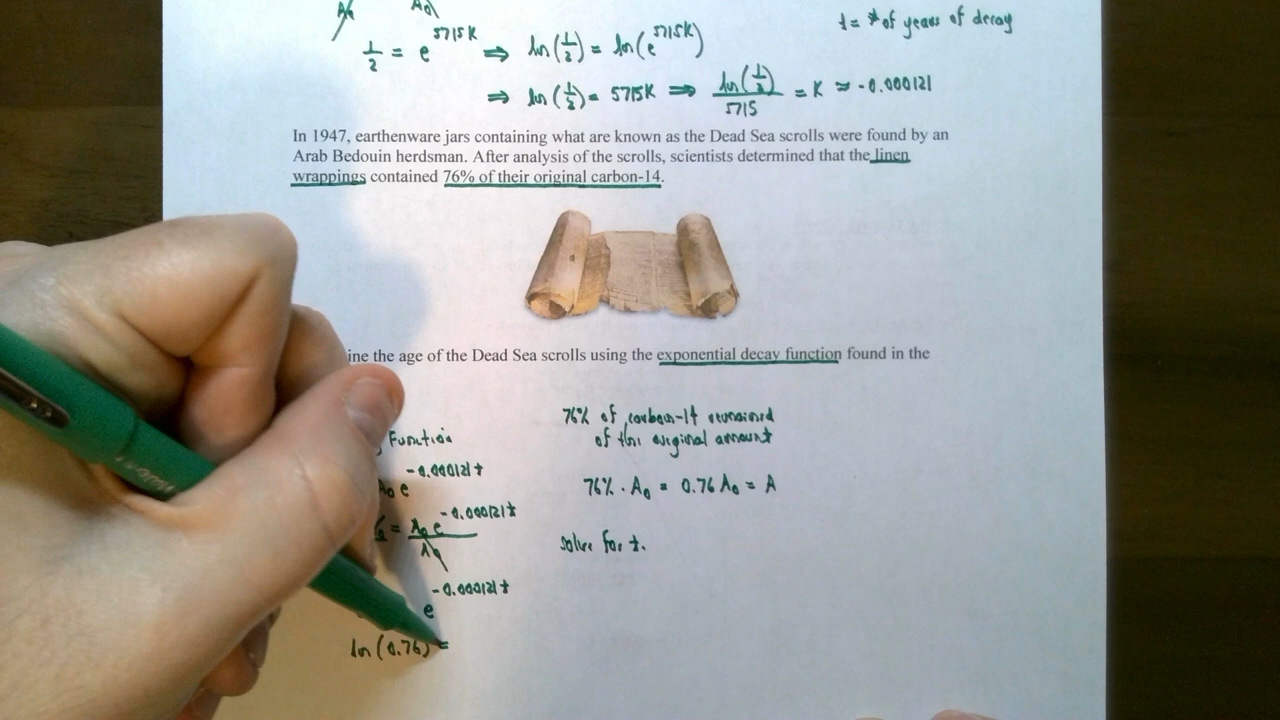 A₀ A₀
t = # of years of decay
1/2 = e^5715K ⇒ ln(1/2) = ln(e^5715K)
⇒ ln(1/2) = 5715K ⇒ ln(1/2)/5715 = K ≈ -0.000121
In 1947, earthenware jars containing what are known as the Dead Sea scrolls were found by an
Arab Bedouin herdsman. After analysis of the scrolls, scientists determined that the linen
wrappings contained 76% of their original carbon-14.
ine the age of the Dead Sea scrolls using the exponential decay function found in the
76% of carbon-14 remained
of the original amount
Function
A₀ e^-0.000121t
76% · A₀ = 0.76 A₀ = A
= A₀e^-0.000121t/A₀
solve for t.
e^-0.000121t
ln(0.76) =